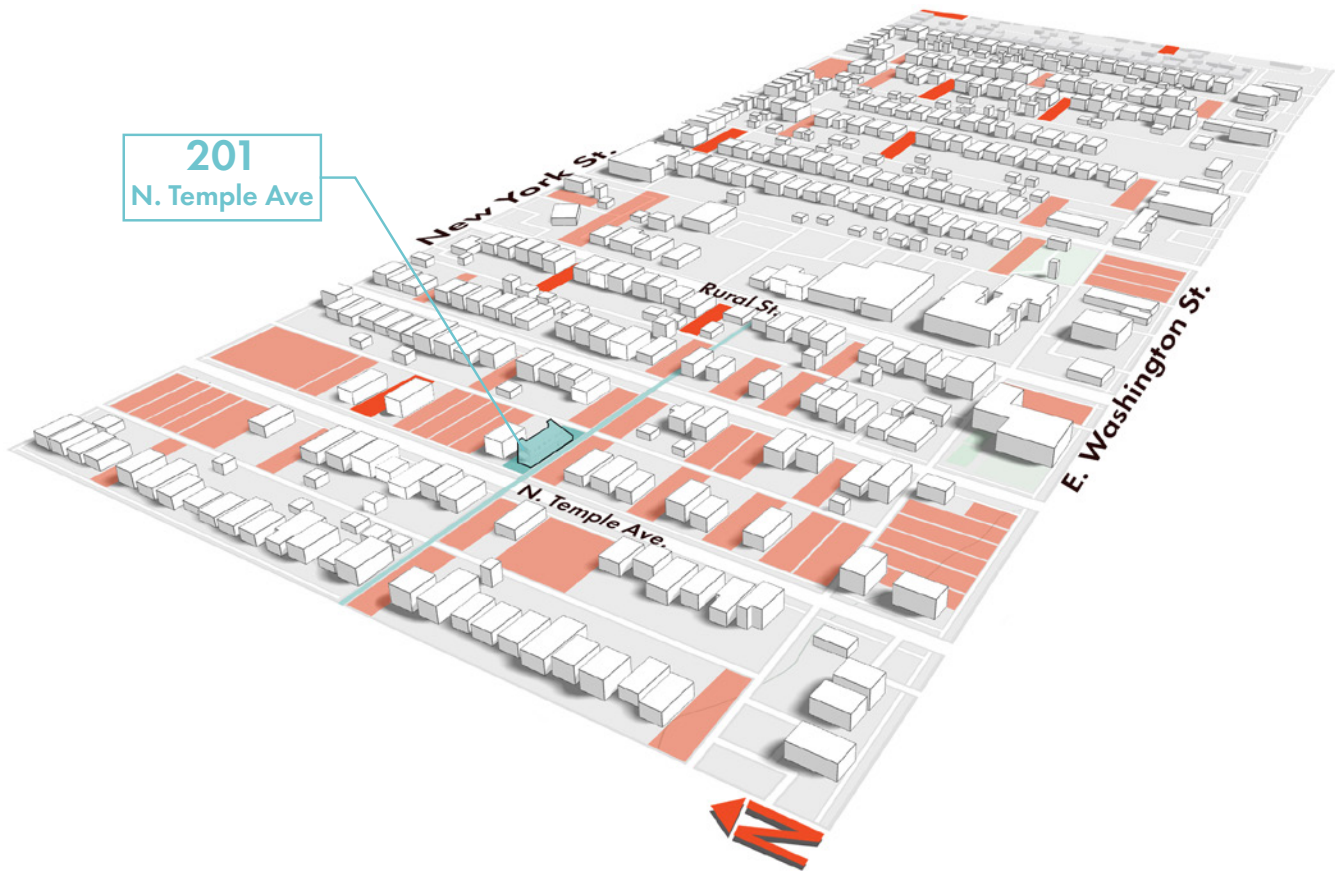 201
N. Temple Ave
New York St.
Rural St.
E. Washington St.
N. Temple Ave.
N